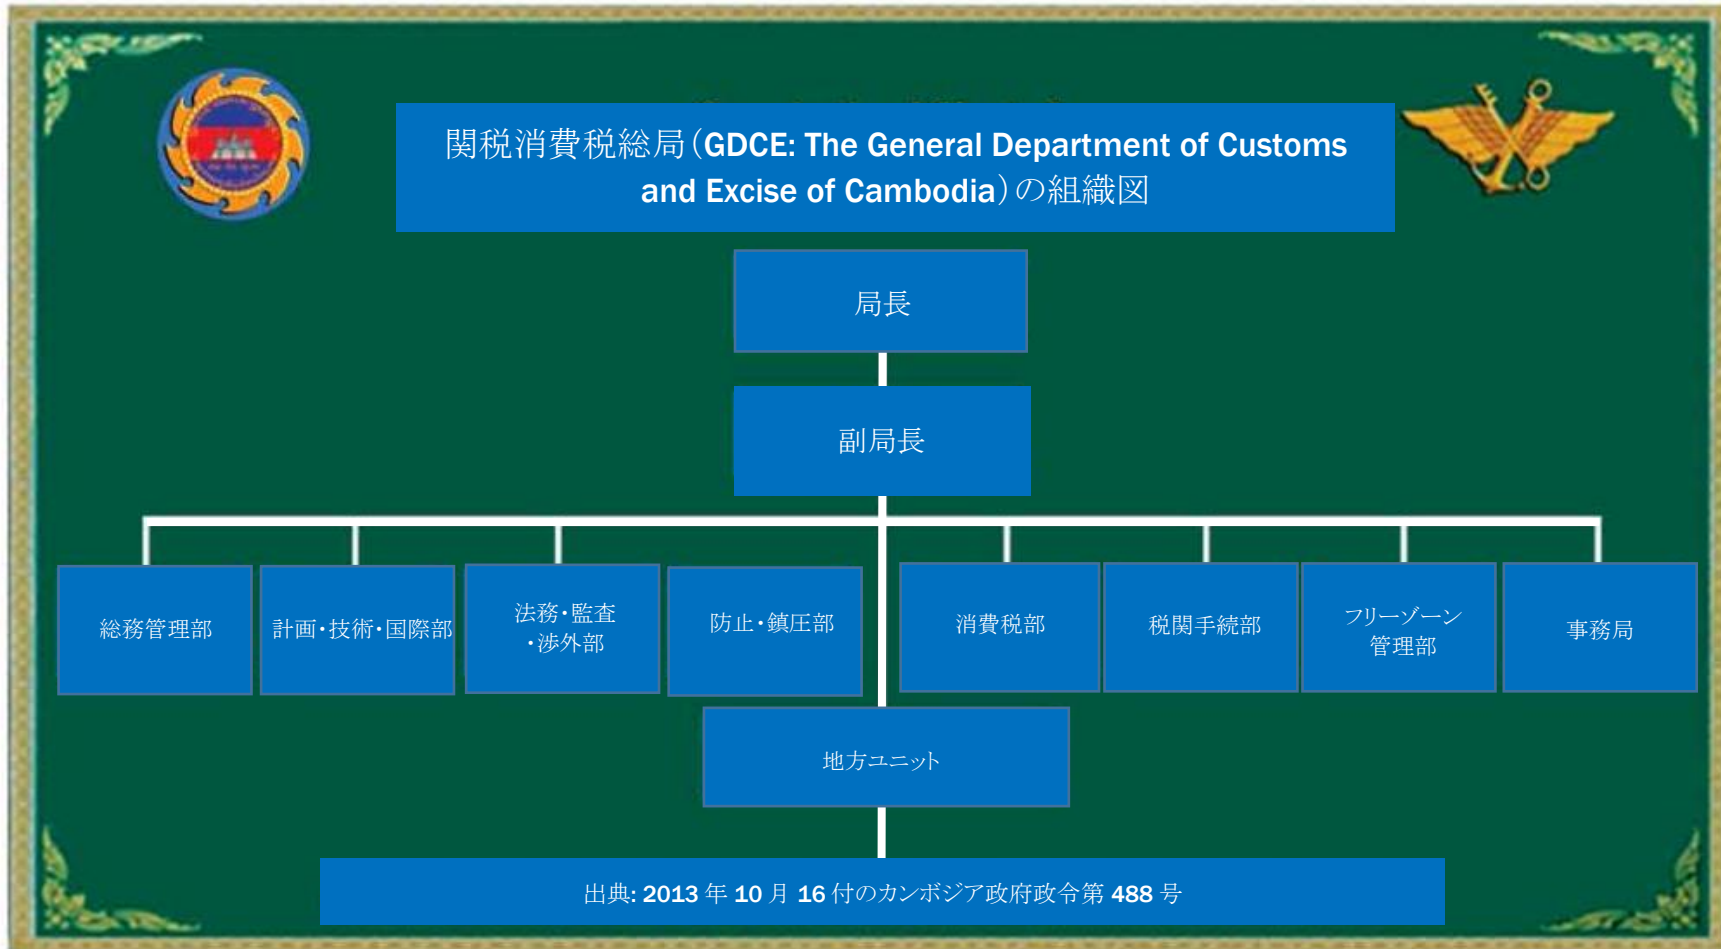 関税消費税総局(GDCE: The General Department of Customs
and Excise of Cambodia)の組織図
局長
副局長
総務管理部
計画・技術・国際部
法務・監査
・渉外部
防止・鎮圧部
消費税部
税関手続部
フリーゾーン
管理部
事務局
地方ユニット
出典: 2013 年 10 月 16 付のカンボジア政府政令第 488 号